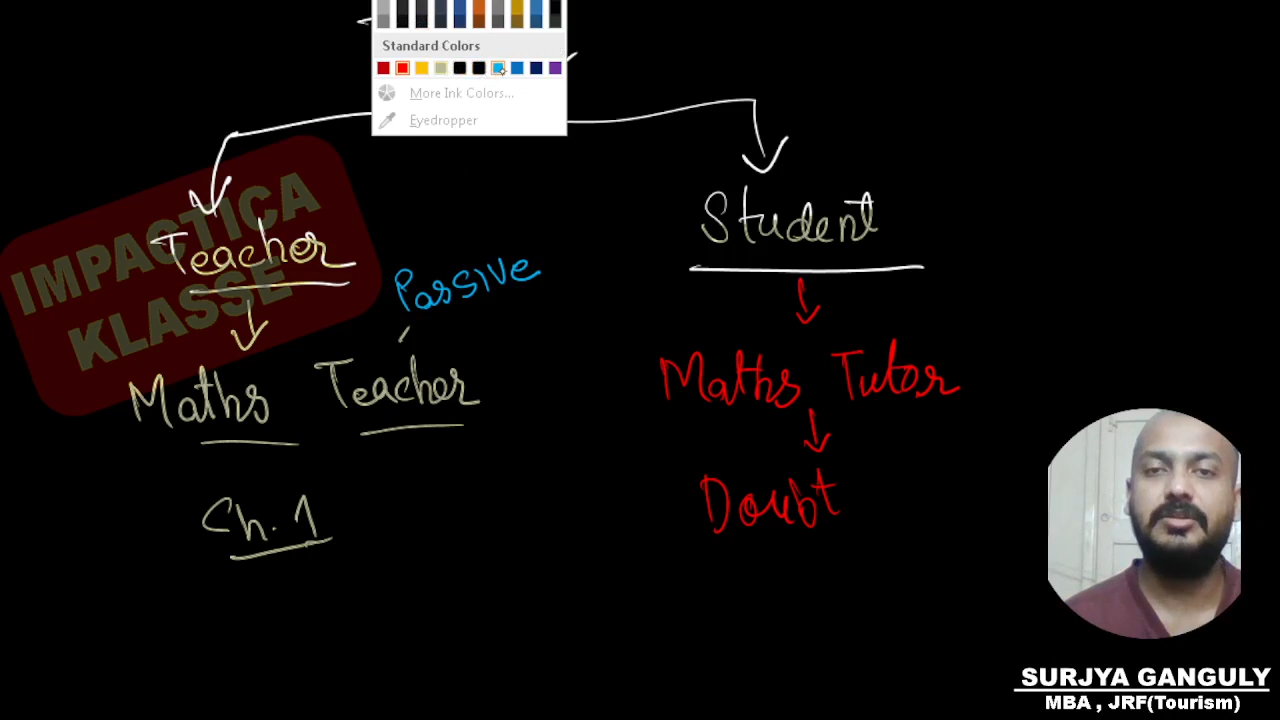 Standard Colors
More Ink Colors...
Eyedropper
IMPACTICA
KLASSE
Teacher
Student
Passive
Maths Teacher
Maths Tutor
Ch. 1
Doubt
SURJYA GANGULY
MBA , JRF(Tourism)